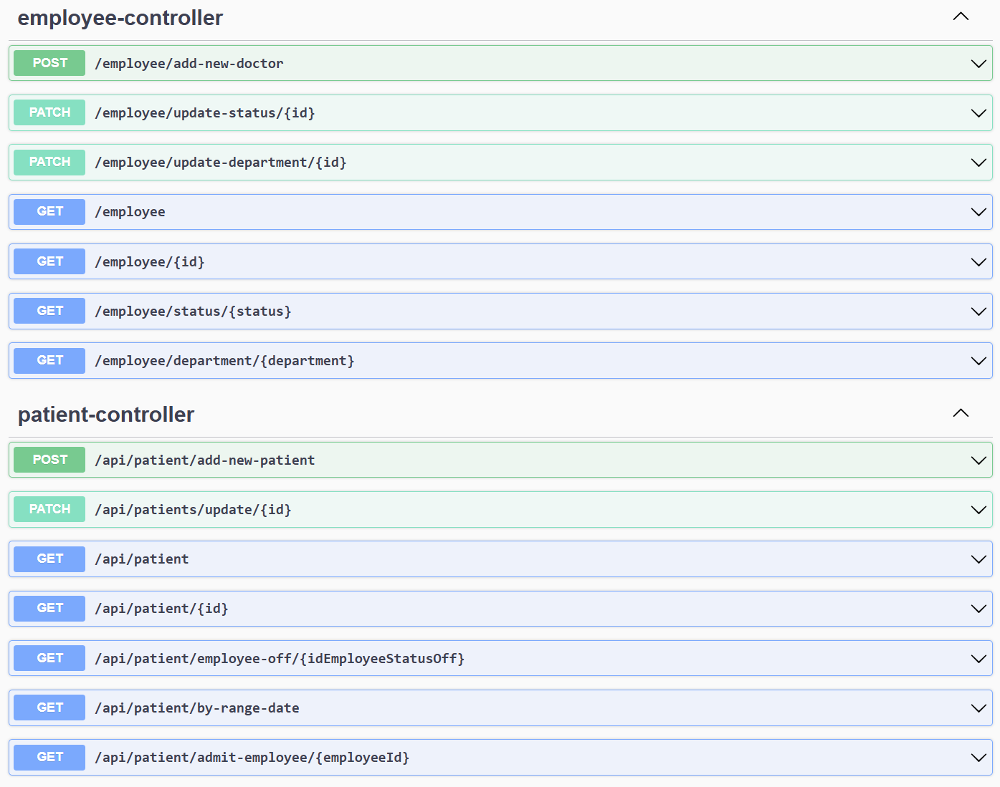 employee-controller
POST /employee/add-new-doctor
PATCH /employee/update-status/{id}
PATCH /employee/update-department/{id}
GET /employee
GET /employee/{id}
GET /employee/status/{status}
GET /employee/department/{department}
patient-controller
POST /api/patient/add-new-patient
PATCH /api/patients/update/{id}
GET /api/patient
GET /api/patient/{id}
GET /api/patient/employee-off/{idEmployeeStatusOff}
GET /api/patient/by-range-date
GET /api/patient/admit-employee/{employeeId}